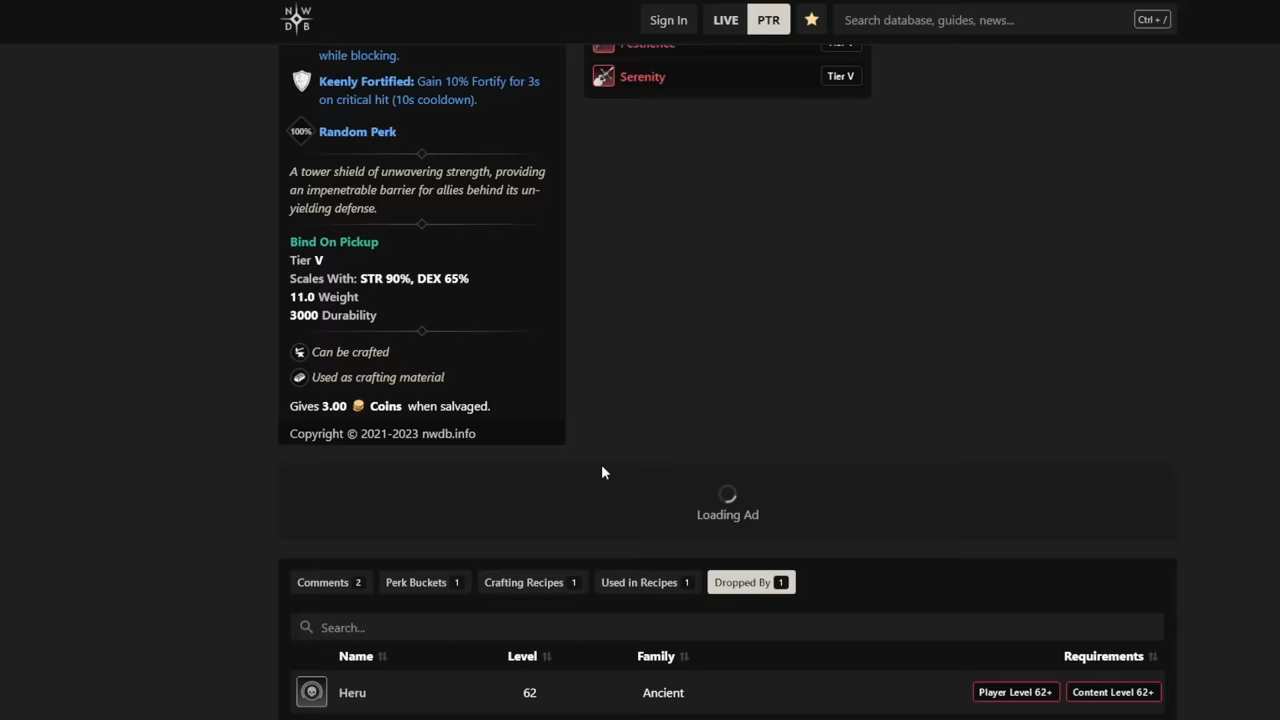 N W
D B
Sign In
LIVE
PTR
Search database, guides, news...
Ctrl + /
while blocking.
Keenly Fortified: Gain 10% Fortify for 3s
on critical hit (10s cooldown).
100%
Random Perk
A tower shield of unwavering strength, providing
an impenetrable barrier for allies behind its un-
yielding defense.
Bind On Pickup
Tier V
Scales With: STR 90%, DEX 65%
11.0 Weight
3000 Durability
Can be crafted
Used as crafting material
Gives 3.00 Coins when salvaged.
Copyright © 2021-2023 nwdb.info
Pestilence
Serenity
Tier V
Loading Ad
Comments 2
Perk Buckets 1
Crafting Recipes 1
Used in Recipes 1
Dropped By 1
Search...
Name
Level
Family
Requirements
Heru
62
Ancient
Player Level 62+
Content Level 62+